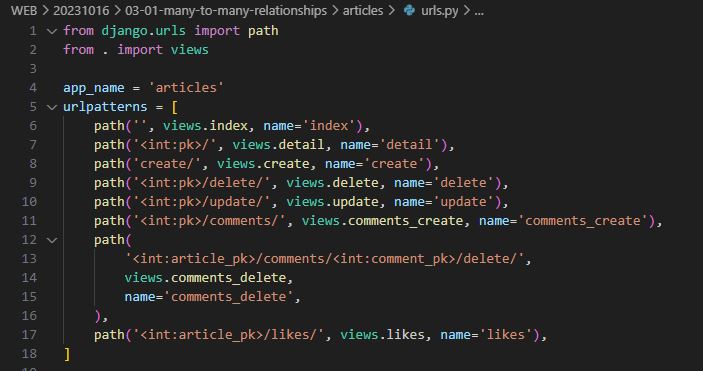 WEB > 20231016 > 03-01-many-to-many-relationships > articles > urls.py > ...
1 from django.urls import path
2 from . import views
3
4 app_name = 'articles'
5 urlpatterns = [
6     path('', views.index, name='index'),
7     path('<int:pk>/', views.detail, name='detail'),
8     path('create/', views.create, name='create'),
9     path('<int:pk>/delete/', views.delete, name='delete'),
10     path('<int:pk>/update/', views.update, name='update'),
11     path('<int:pk>/comments/', views.comments_create, name='comments_create'),
12     path(
13         '<int:article_pk>/comments/<int:comment_pk>/delete/',
14         views.comments_delete,
15         name='comments_delete',
16     ),
17     path('<int:article_pk>/likes/', views.likes, name='likes'),
18 ]